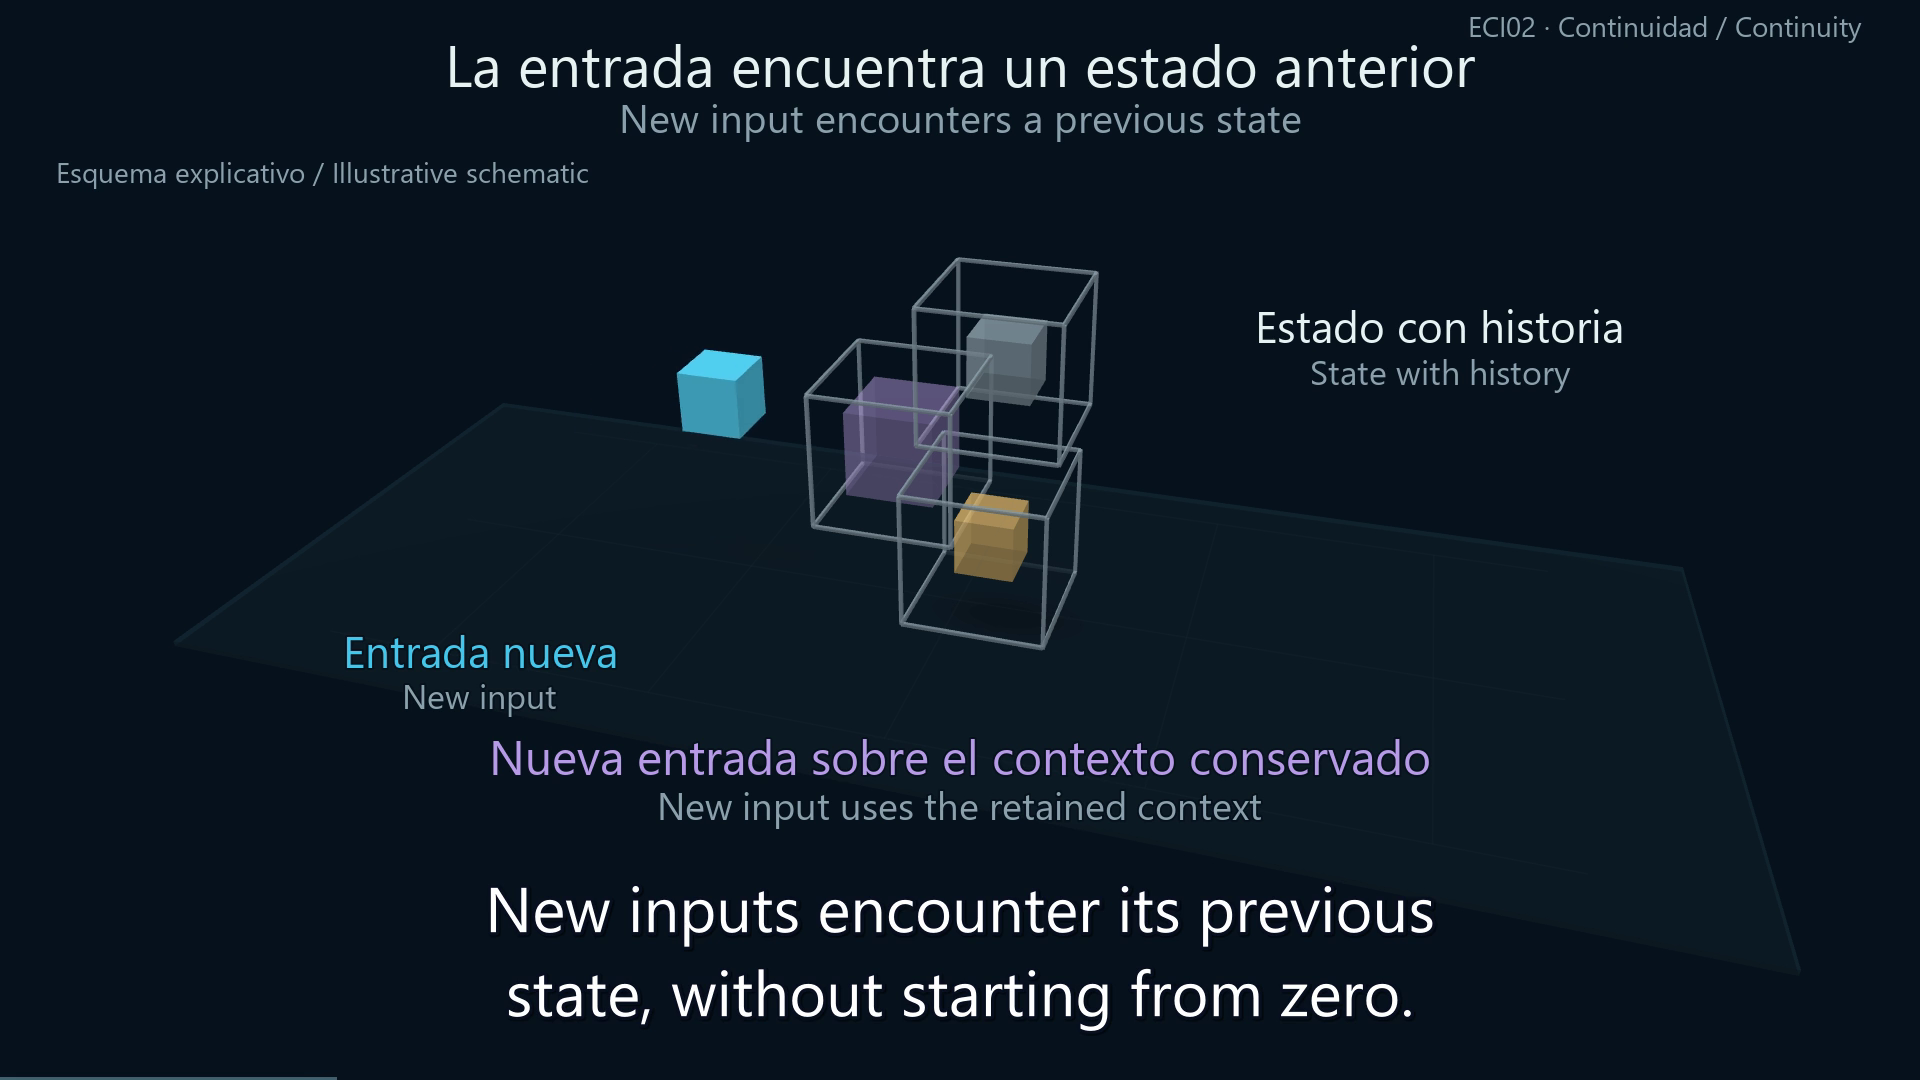 ECI02 · Continuidad / Continuity
La entrada encuentra un estado anterior
New input encounters a previous state
Esquema explicativo / Illustrative schematic
Estado con historia
State with history
Entrada nueva
New input
Nueva entrada sobre el contexto conservado
New input uses the retained context
New inputs encounter its previous
state, without starting from zero.